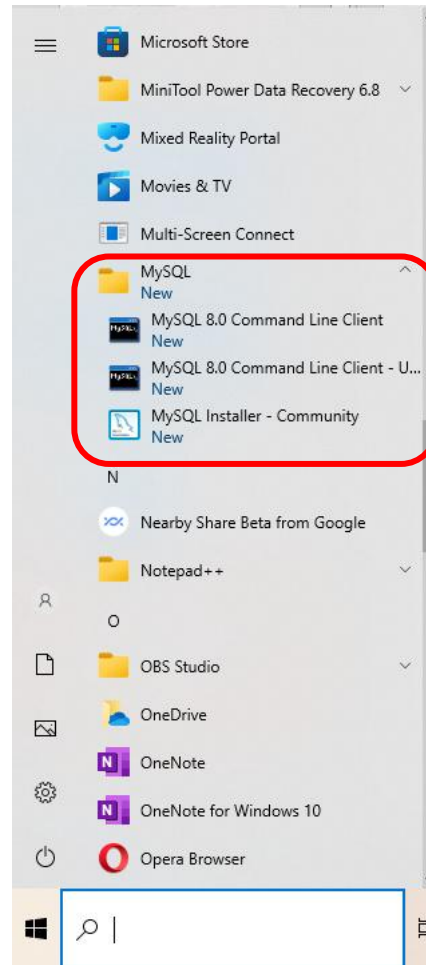 Microsoft Store
MiniTool Power Data Recovery 6.8
Mixed Reality Portal
Movies & TV
Multi-Screen Connect
MySQL
New
MySQL 8.0 Command Line Client
New
MySQL 8.0 Command Line Client - U...
New
MySQL Installer - Community
New
N
Nearby Share Beta from Google
Notepad++
O
OBS Studio
OneDrive
OneNote
OneNote for Windows 10
Opera Browser